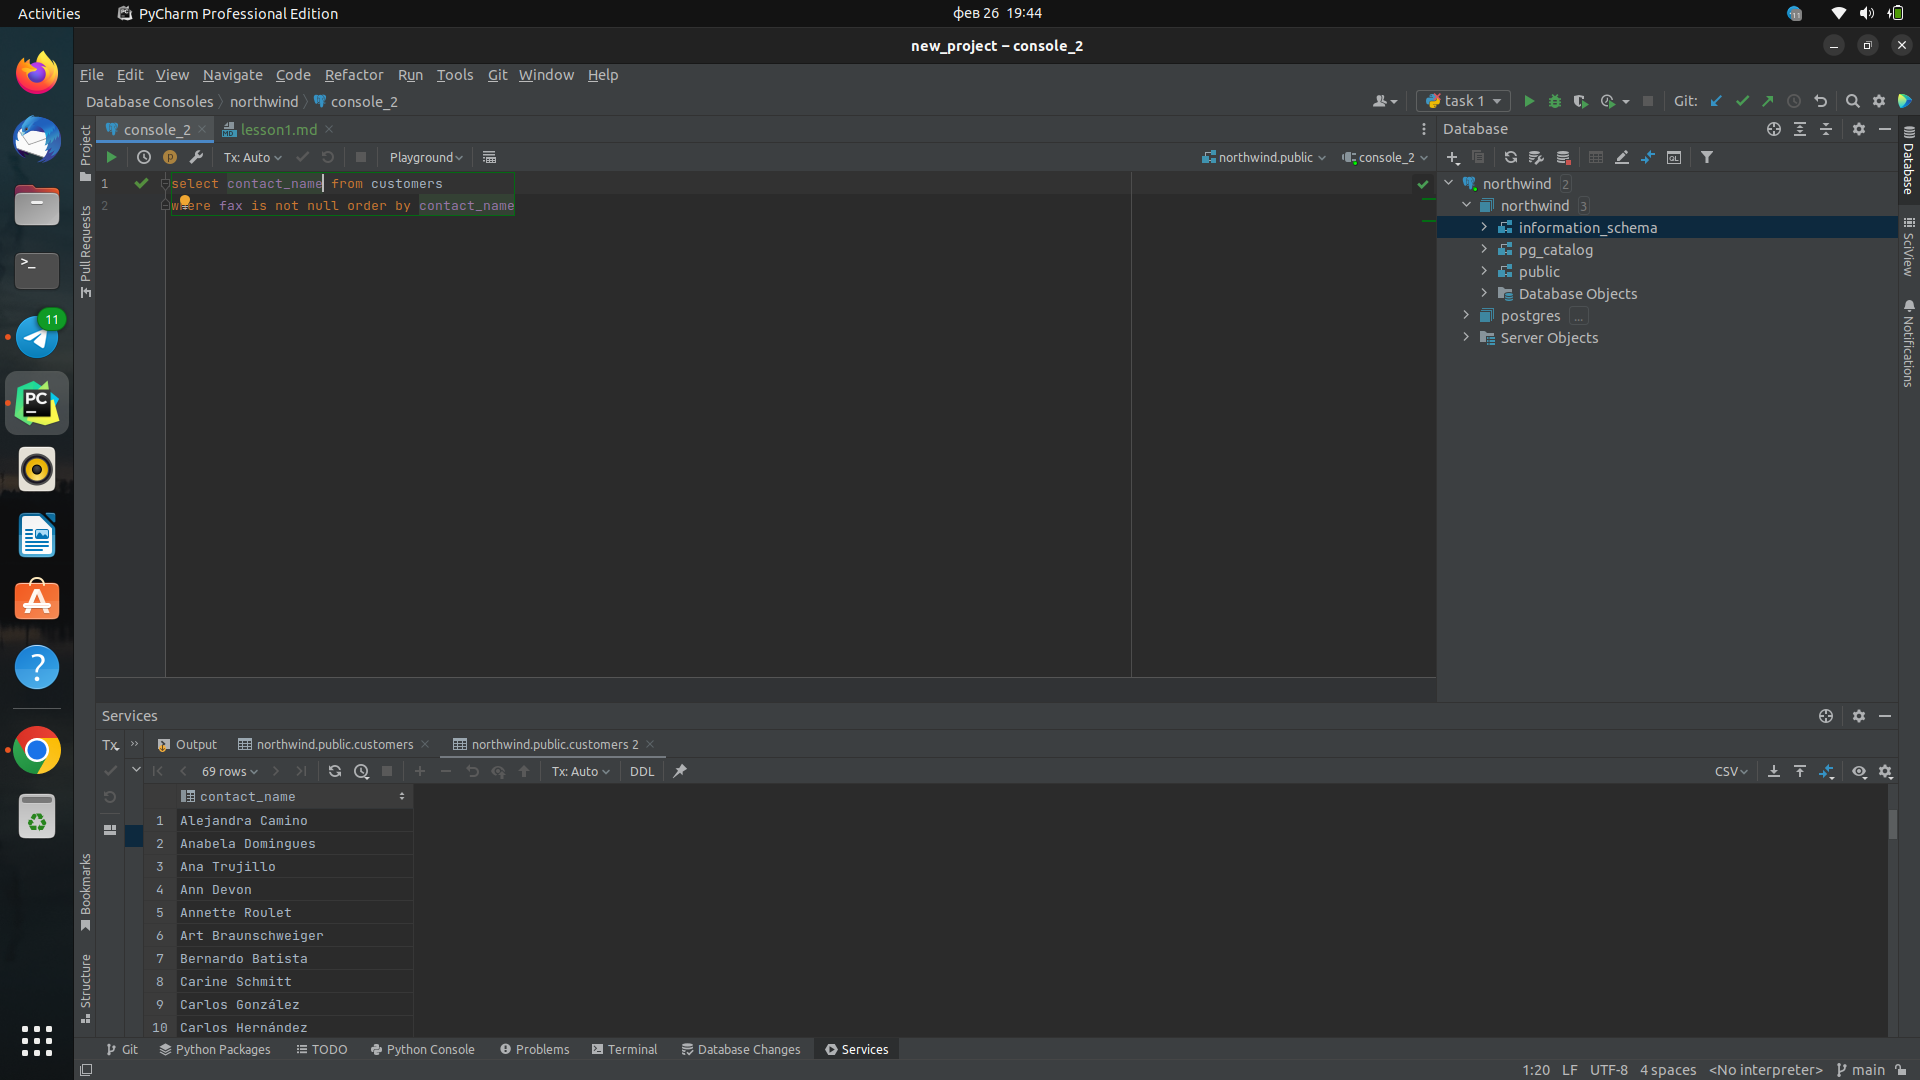 Activities PyCharm Professional Edition фев 26 19:44 11
new_project – console_2
File Edit View Navigate Code Refactor Run Tools Git Window Help
Database Consoles northwind console_2 task 1 Git:
console_2 lesson1.md Database
Tx: Auto Playground northwind.public console_2
1 select contact_name from customers
2 where fax is not null order by contact_name
northwind 2
northwind 3
information_schema
pg_catalog
public
Database Objects
postgres ...
Server Objects
Project
Pull Requests
Bookmarks
Structure
Database
SciView
Notifications
11
PC
Services
Tx Output northwind.public.customers northwind.public.customers 2
69 rows Tx: Auto DDL CSV
contact_name
1 Alejandra Camino
2 Anabela Domingues
3 Ana Trujillo
4 Ann Devon
5 Annette Roulet
6 Art Braunschweiger
7 Bernardo Batista
8 Carine Schmitt
9 Carlos González
10 Carlos Hernández
Git Python Packages TODO Python Console Problems Terminal Database Changes Services
1:20 LF UTF-8 4 spaces <No interpreter> main